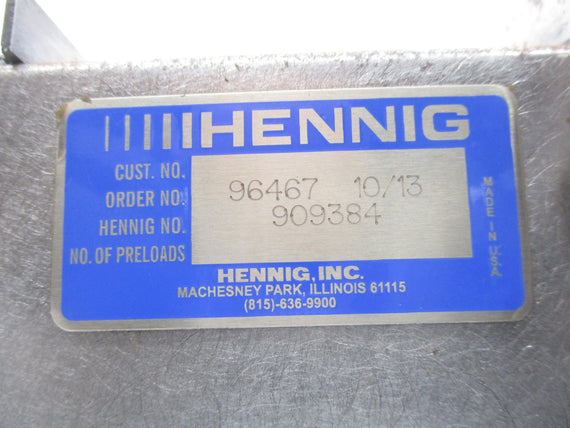 HENNIG
CUST. NO.
ORDER NO. 96467 10/13
HENNIG NO. 909384
NO. OF PRELOADS
MADE IN U.S.A.
HENNIG, INC.
MACHESNEY PARK, ILLINOIS 61115
(815)-636-9900